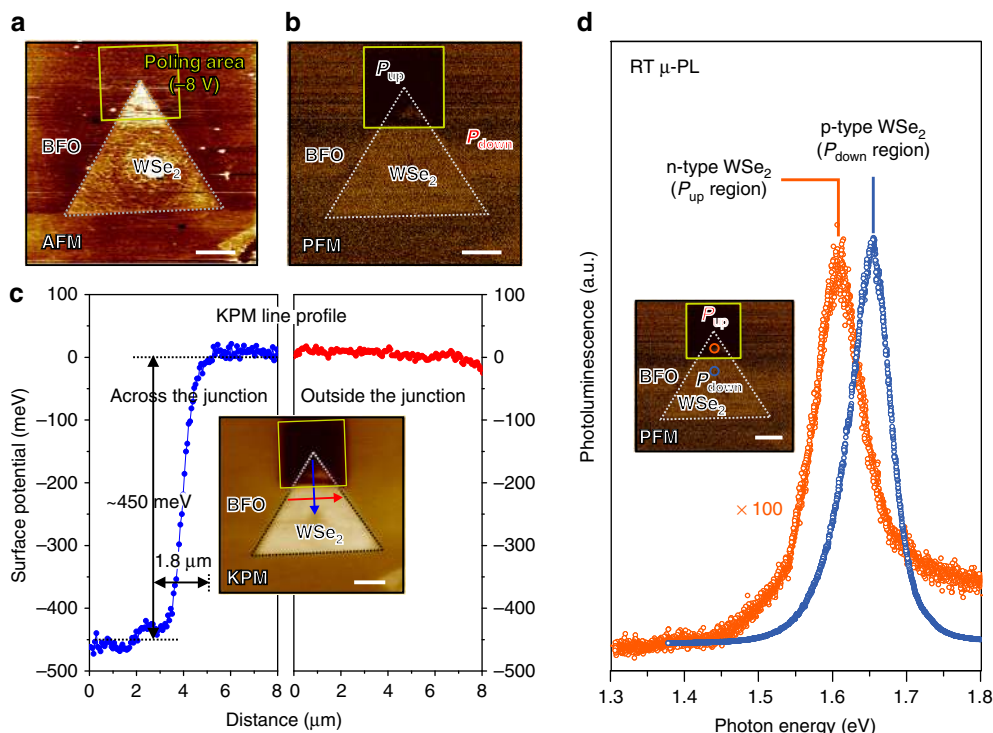 a
Poling area
(–8 V)
BFO
WSe2
AFM
b
Pup
Pdown
BFO
WSe2
PFM
c
KPM line profile
Across the junction
Outside the junction
~450 meV
1.8 μm
BFO
WSe2
KPM
Surface potential (meV)
100
0
–100
–200
–300
–400
–500
100
0
–100
–200
–300
–400
–500
0 2 4 6 8
0 2 4 6 8
Distance (μm)
d
RT μ-PL
p-type WSe2
(Pdown region)
n-type WSe2
(Pup region)
Pup
BFO
Pdown
WSe2
PFM
× 100
Photoluminescence (a.u.)
1.3 1.4 1.5 1.6 1.7 1.8
Photon energy (eV)